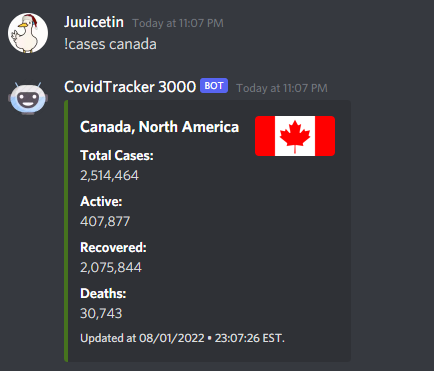 Juuicetin Today at 11:07 PM
!cases canada
CovidTracker 3000 BOT Today at 11:07 PM
Canada, North America
Total Cases:
2,514,464
Active:
407,877
Recovered:
2,075,844
Deaths:
30,743
Updated at 08/01/2022 • 23:07:26 EST.